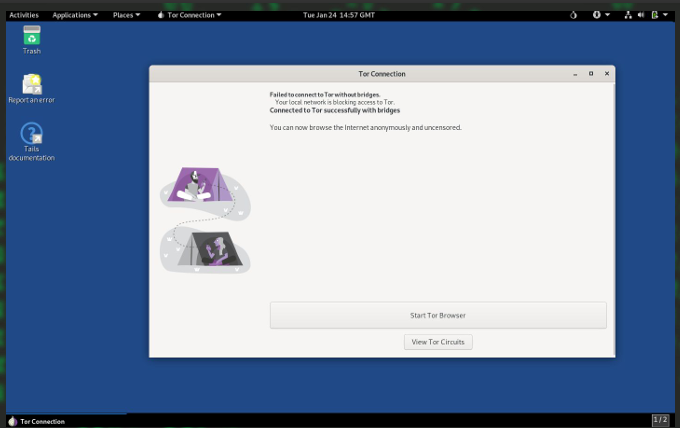 Activities Applications Places Tor Connection Tue Jan 24 14:57 GMT
Trash
Report an error
Tails
documentation
Tor Connection
Failed to connect to Tor without bridges.
Your local network is blocking access to Tor.
Connected to Tor successfully with bridges
You can now browse the Internet anonymously and uncensored.
Start Tor Browser
View Tor Circuits
Tor Connection
1 / 2